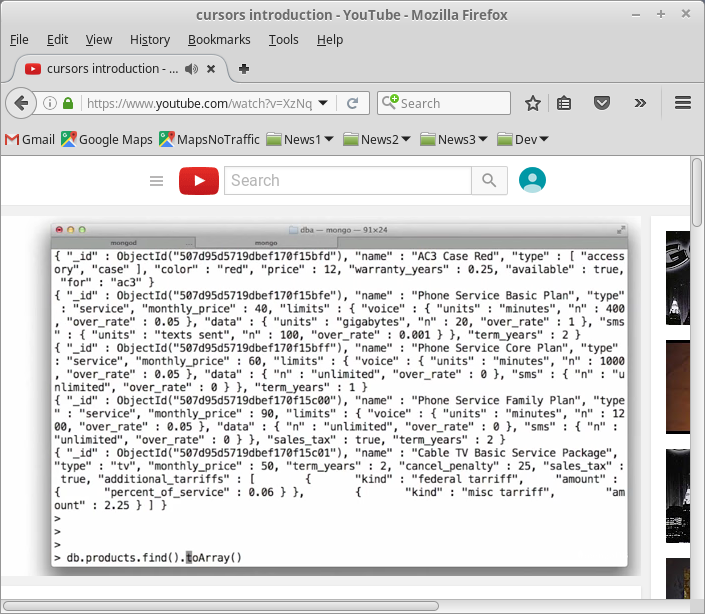 cursors introduction - YouTube - Mozilla Firefox
File Edit View History Bookmarks Tools Help
cursors introduction - ...
https://www.youtube.com/watch?v=XzNq
Search
Gmail Google Maps MapsNoTraffic News1 News2 News3 Dev
Search
dba — mongo — 91×24
mongod mongo
{ "_id" : ObjectId("507d95d5719dbef170f15bfd"), "name" : "AC3 Case Red", "type" : [ "access
ory", "case" ], "color" : "red", "price" : 12, "warranty_years" : 0.25, "available" : true,
"for" : "ac3" }
{ "_id" : ObjectId("507d95d5719dbef170f15bfe"), "name" : "Phone Service Basic Plan", "type"
: "service", "monthly_price" : 40, "limits" : { "voice" : { "units" : "minutes", "n" : 400
, "over_rate" : 0.05 }, "data" : { "units" : "gigabytes", "n" : 20, "over_rate" : 1 }, "sms"
: { "units" : "texts sent", "n" : 100, "over_rate" : 0.001 } }, "term_years" : 2 }
{ "_id" : ObjectId("507d95d5719dbef170f15bff"), "name" : "Phone Service Core Plan", "type"
: "service", "monthly_price" : 60, "limits" : { "voice" : { "units" : "minutes", "n" : 1000
, "over_rate" : 0.05 }, "data" : { "n" : "unlimited", "over_rate" : 0 }, "sms" : { "n" : "u
nlimited", "over_rate" : 0 } }, "term_years" : 1 }
{ "_id" : ObjectId("507d95d5719dbef170f15c00"), "name" : "Phone Service Family Plan", "type
" : "service", "monthly_price" : 90, "limits" : { "voice" : { "units" : "minutes", "n" : 12
00, "over_rate" : 0.05 }, "data" : { "n" : "unlimited", "over_rate" : 0 }, "sms" : { "n" :
"unlimited", "over_rate" : 0 } }, "sales_tax" : true, "term_years" : 2 }
{ "_id" : ObjectId("507d95d5719dbef170f15c01"), "name" : "Cable TV Basic Service Package",
"type" : "tv", "monthly_price" : 50, "term_years" : 2, "cancel_penalty" : 25, "sales_tax" :
true, "additional_tarriffs" : [ { "kind" : "federal tarriff", "amount" :
{ "percent_of_service" : 0.06 } }, { "kind" : "misc tarriff", "am
ount" : 2.25 } ] }
>
>
>
> db.products.find().toArray()